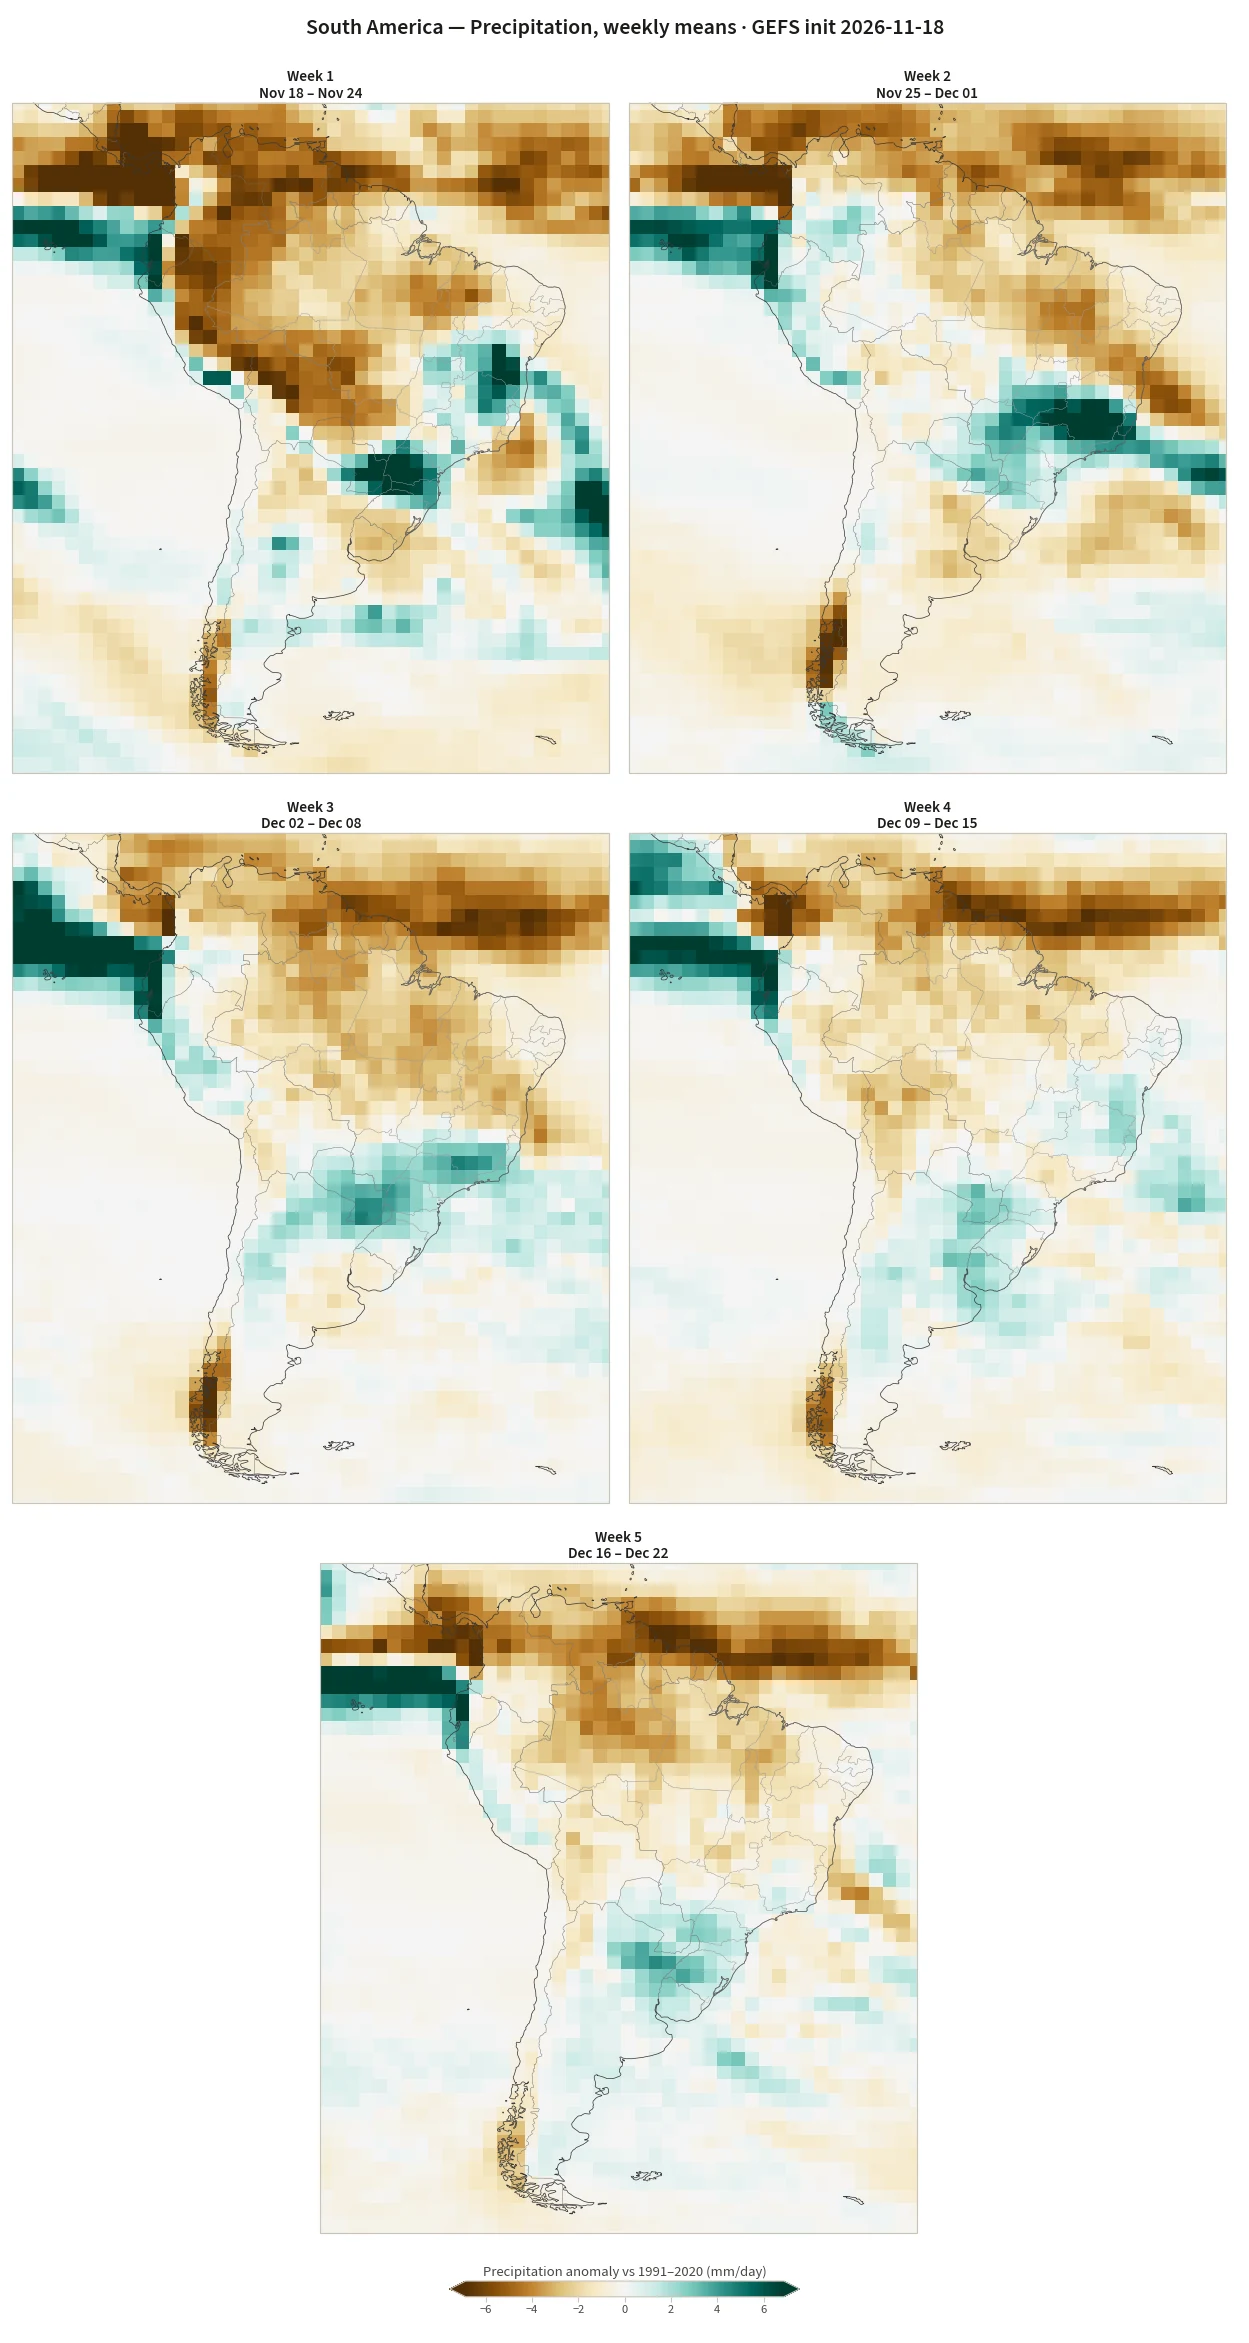 South America — Precipitation, weekly means · GEFS init 2026-11-18
Week 1
Nov 18 – Nov 24
Week 2
Nov 25 – Dec 01
Week 3
Dec 02 – Dec 08
Week 4
Dec 09 – Dec 15
Week 5
Dec 16 – Dec 22
Precipitation anomaly vs 1991–2020 (mm/day)
−6 −4 −2 0 2 4 6